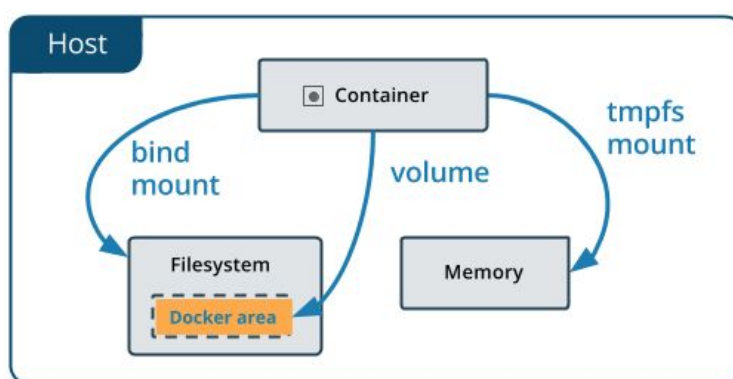 Host
Container
bind
mount
volume
tmpfs
mount
Filesystem
Docker area
Memory